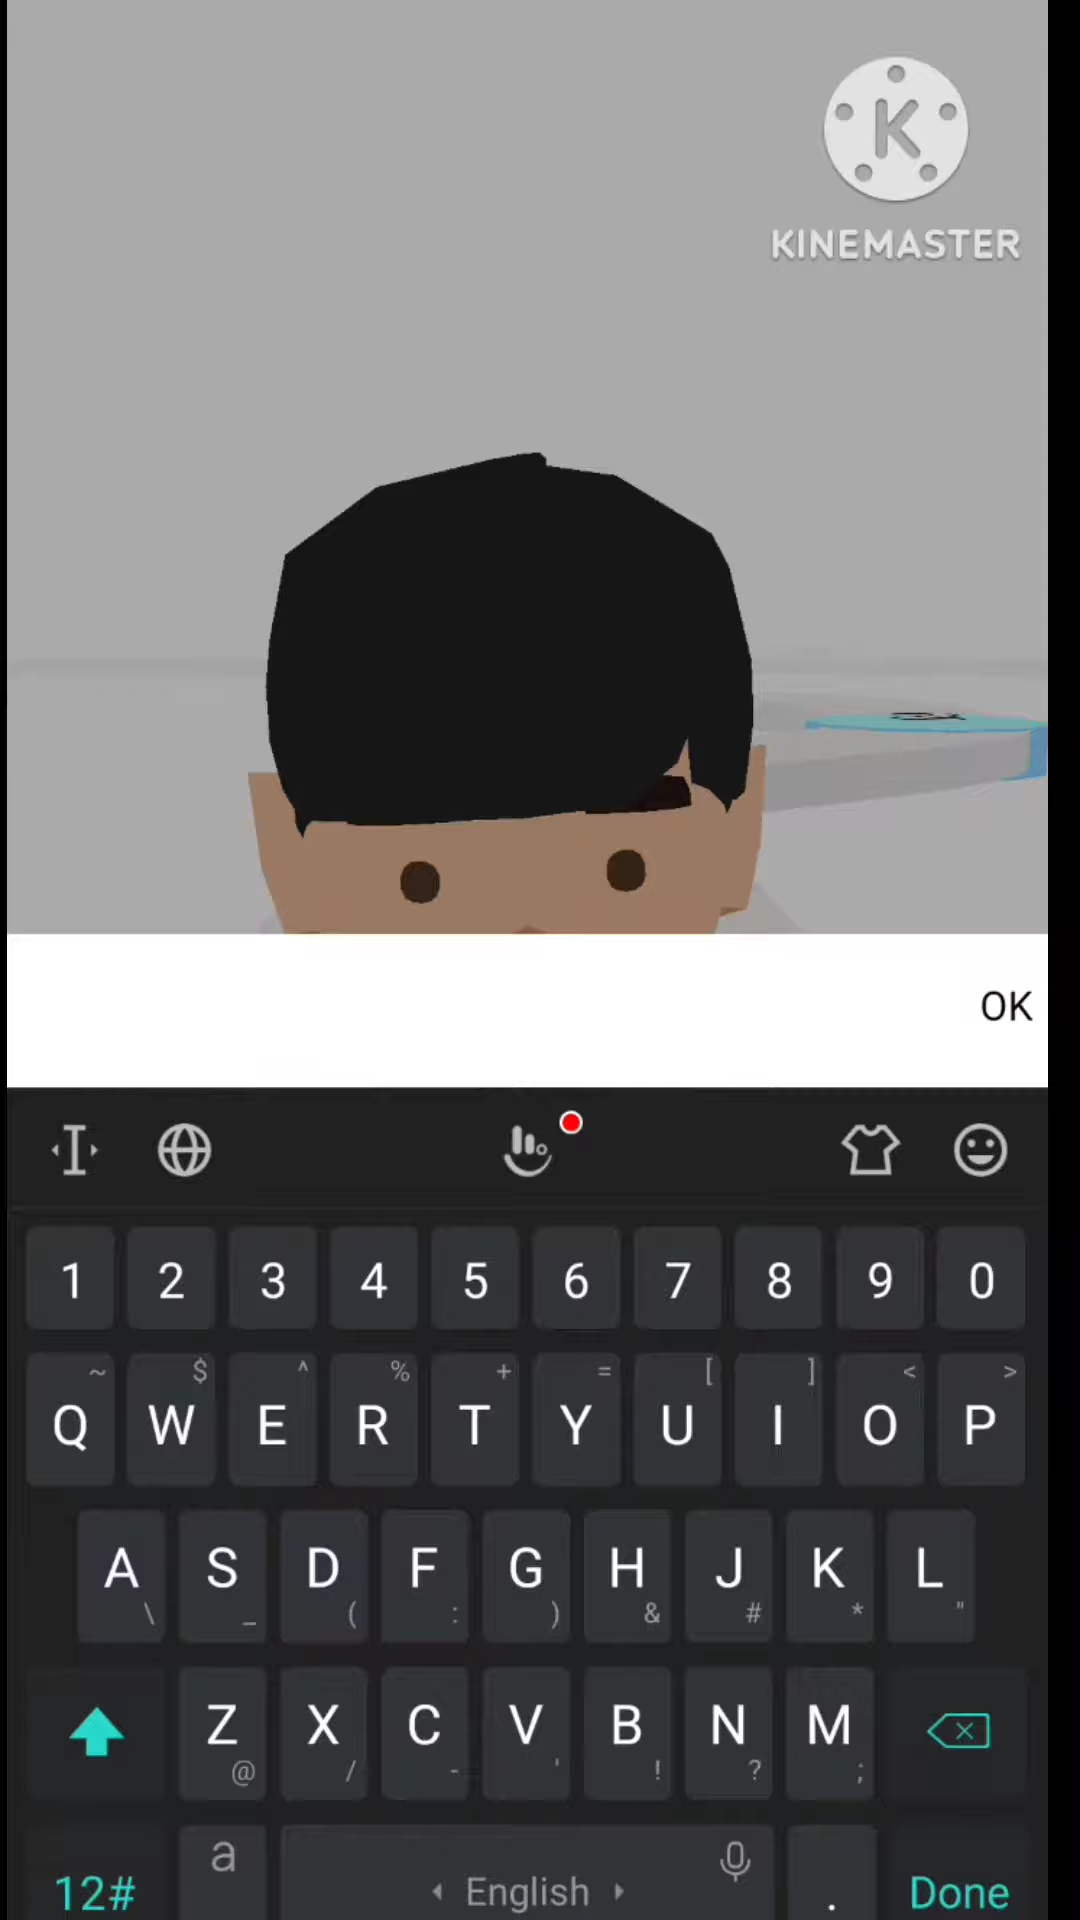 K
KINEMASTER
OK
1 2 3 4 5 6 7 8 9 0
~ $ ^ % + = [ ] < >
Q W E R T Y U I O P
A S D F G H J K L
\ _ ( : ) & # * "
Z X C V B N M
@ / - ' ! ? ;
12# a English . Done